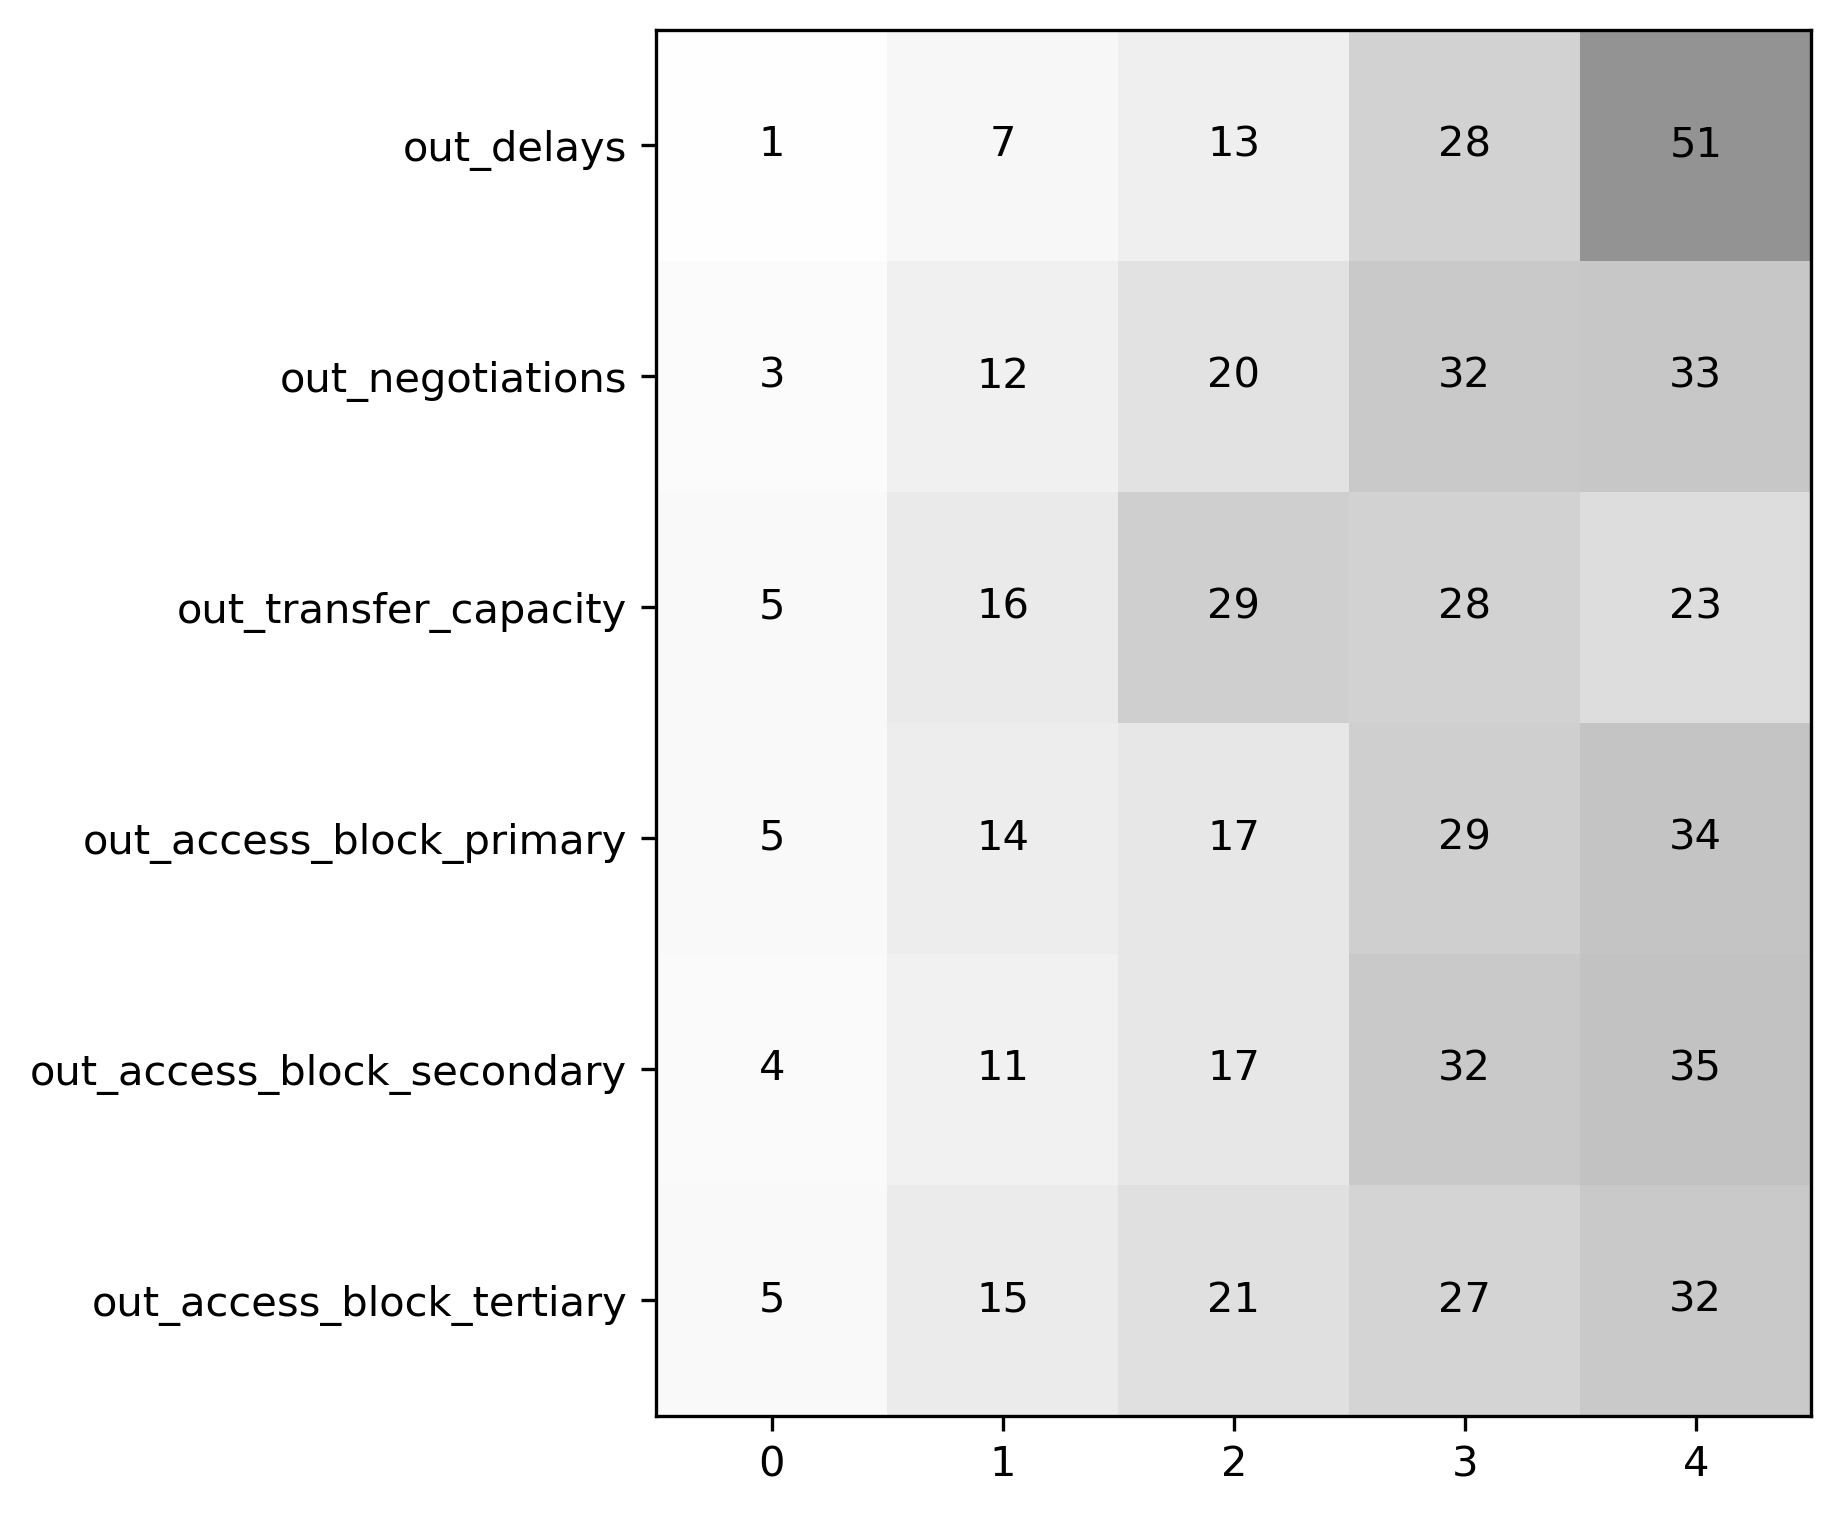 out_delays 1 7 13 28 51
out_negotiations 3 12 20 32 33
out_transfer_capacity 5 16 29 28 23
out_access_block_primary 5 14 17 29 34
out_access_block_secondary 4 11 17 32 35
out_access_block_tertiary 5 15 21 27 32
0 1 2 3 4